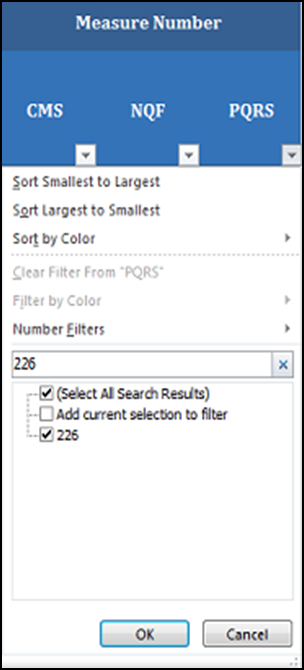 Measure Number
CMS NQF PQRS
Sort Smallest to Largest
Sort Largest to Smallest
Sort by Color
Clear Filter From "PQRS"
Filter by Color
Number Filters
226
(Select All Search Results)
Add current selection to filter
226
OK Cancel